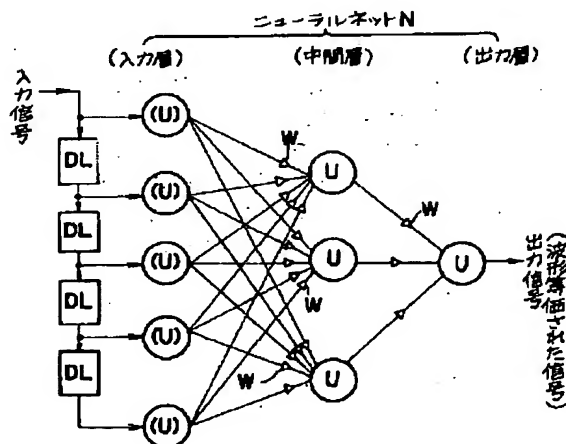 ニューラルネットN
(入力層)
(中間層)
(出力層)
入力信号
(U)
DL
(U)
DL
(U)
DL
(U)
DL
(U)
W
U
W
U
W
U
W
U
出力信号
(波形等価された信号)